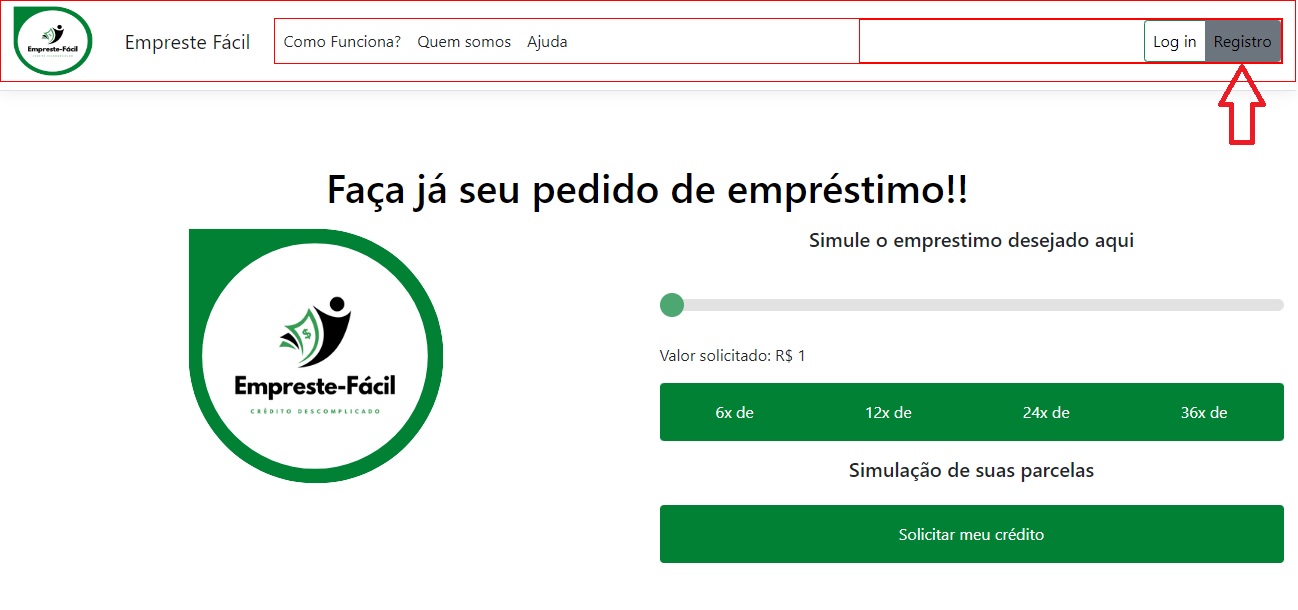 Empreste-Fácil
Empreste Fácil
Como Funciona? Quem somos Ajuda
Log in Registro
Faça já seu pedido de empréstimo!!
Empreste-Fácil
CRÉDITO DESCOMPLICADO
Simule o emprestimo desejado aqui
Valor solicitado: R$ 1
6x de 12x de 24x de 36x de
Simulação de suas parcelas
Solicitar meu crédito